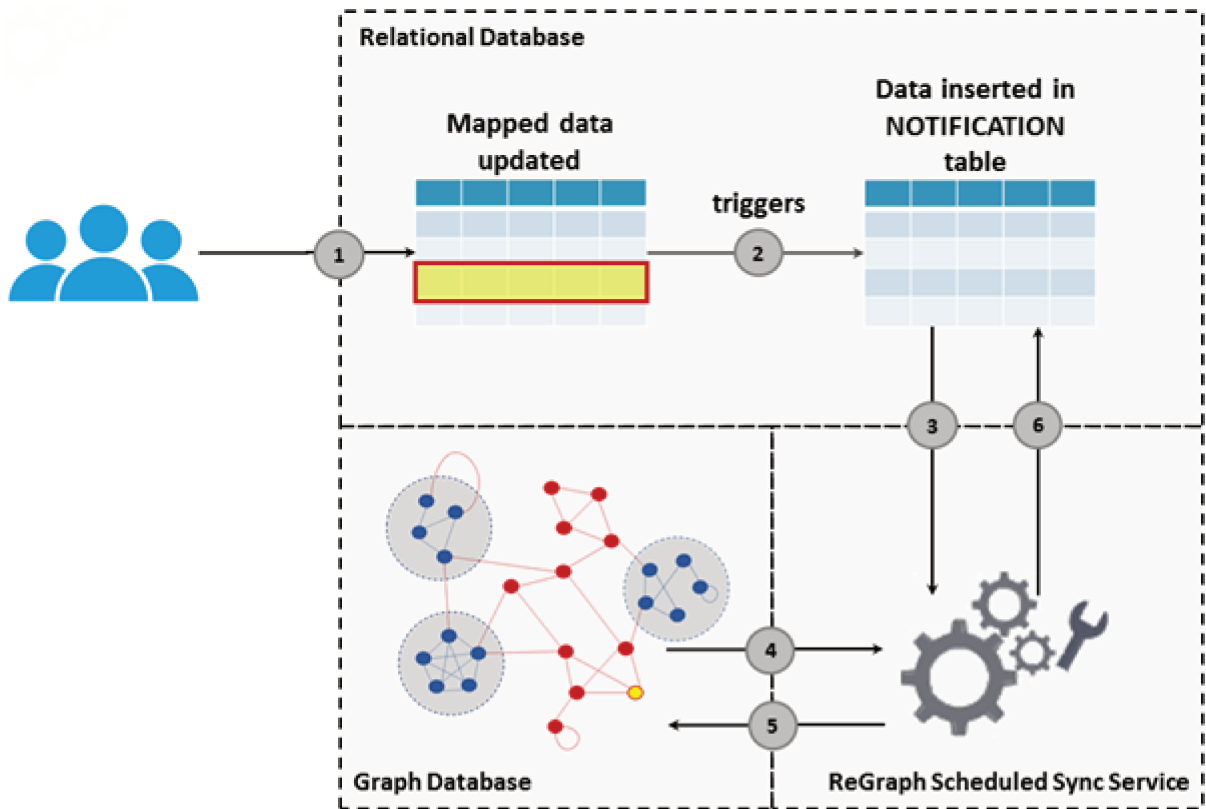 Relational Database
Mapped data
updated
Data inserted in
NOTIFICATION
table
triggers
1
2
3
6
4
5
Graph Database
ReGraph Scheduled Sync Service